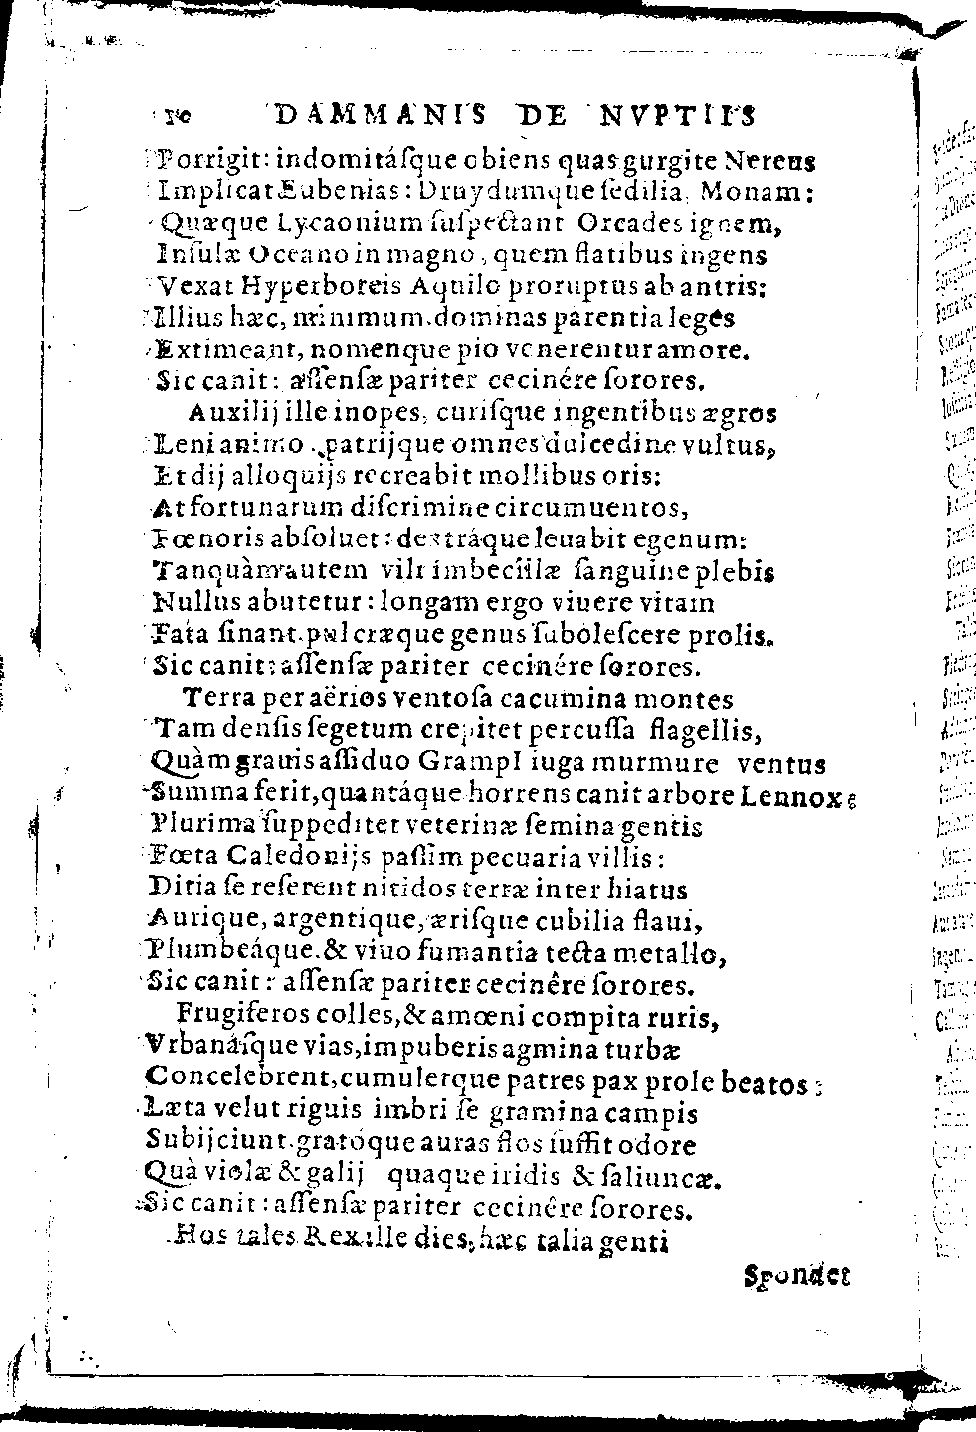 10 DAMMANIS DE NVPTIIS
Porrigit: indomitáſque obiens quas gurgite Nereus
Implicat Eubenias: Druydumque ſedilia Monam:
Quæque Lycaonium ſuſpectant Orcades ignem,
Inſulæ Oceano in magno, quem flatibus ingens
Vexat Hyperboreis Aquilo proruptus ab antris:
Illius hæc, nrinimum dominas parentia leges
Extimeant, nomenque pio venerentur amore.
Sic canit: aſſenſæ pariter cecinére ſorores.
Auxilij ille inopes, curiſque ingentibus ægros
Leni animo, patrijque omnes dulcedine vultus,
Et dij alloquijs recreabit mollibus oris:
At fortunarum diſcrimine circumuentos,
Fœnoris abſoluet: dextráque leuabit egenum:
Tanquàm autem vili imbecillæ ſanguine plebis
Nullus abutetur: longam ergo viuere vitam
Fata ſinant. pulcræque genus ſuboleſcere prolis.
Sic canit: aſſenſæ pariter cecinére ſorores.
Terra per aërios ventoſa cacumina montes
Tam denſis ſegetum crepitet percuſſa flagellis,
Quàm grauis aſſiduo GrampI iuga murmure ventus
Summa ferit, quantáque horrens canit arbore Lennox:
Plurima ſuppeditet veterinæ ſemina gentis
Fœta Caledonijs paſſim pecuaria villis:
Ditia ſe reſerent nitidos terræ inter hiatus
Aurique, argentique, æriſque cubilia flaui,
Plumbeáque. & viuo fumantia tecta metallo,
Sic canit: aſſenſæ pariter cecinêre ſorores.
Frugiferos colles, & amœni compita ruris,
Vrbanáſque vias, impuberis agmina turbæ
Concelebrent, cumulerque patres pax prole beatos:
Læta velut riguis imbri ſe gramina campis
Subijciunt. gratóque auras flos ſuffit odore
Quà violæ & galij quaque iridis & ſaliuncæ.
Sic canit: aſſenſæ pariter cecinêre ſorores.
Hos tales Rex ille dies, hæc talia genti
Spondet